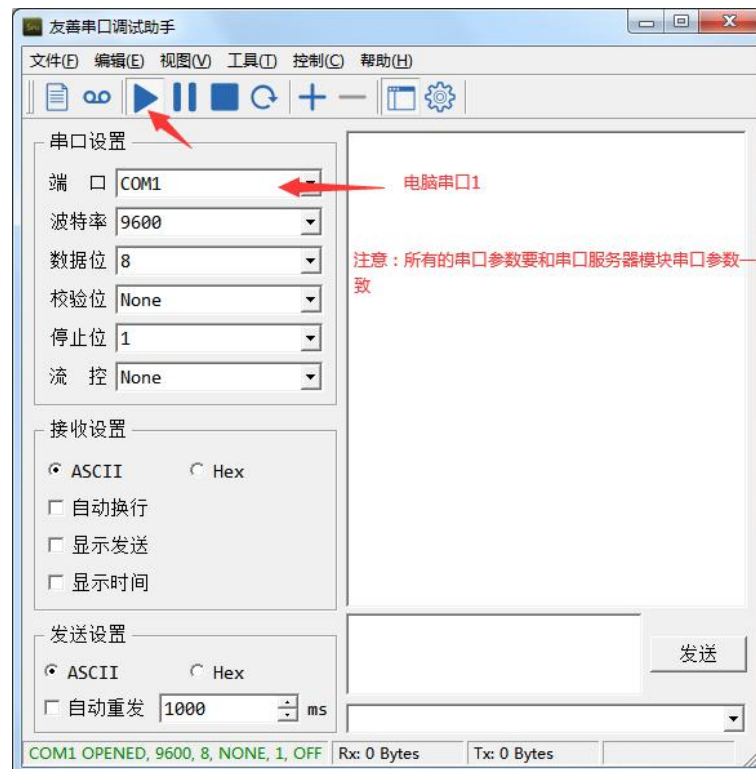 友善串口调试助手
文件(F) 编辑(E) 视图(V) 工具(T) 控制(C) 帮助(H)
串口设置
端 口 COM1
电脑串口1
波特率 9600
数据位 8
注意：所有的串口参数要和串口服务器模块串口参数一
致
校验位 None
停止位 1
流 控 None
接收设置
ASCII Hex
自动换行
显示发送
显示时间
发送设置
ASCII Hex
发送
自动重发 1000 ms
COM1 OPENED, 9600, 8, NONE, 1, OFF Rx: 0 Bytes Tx: 0 Bytes